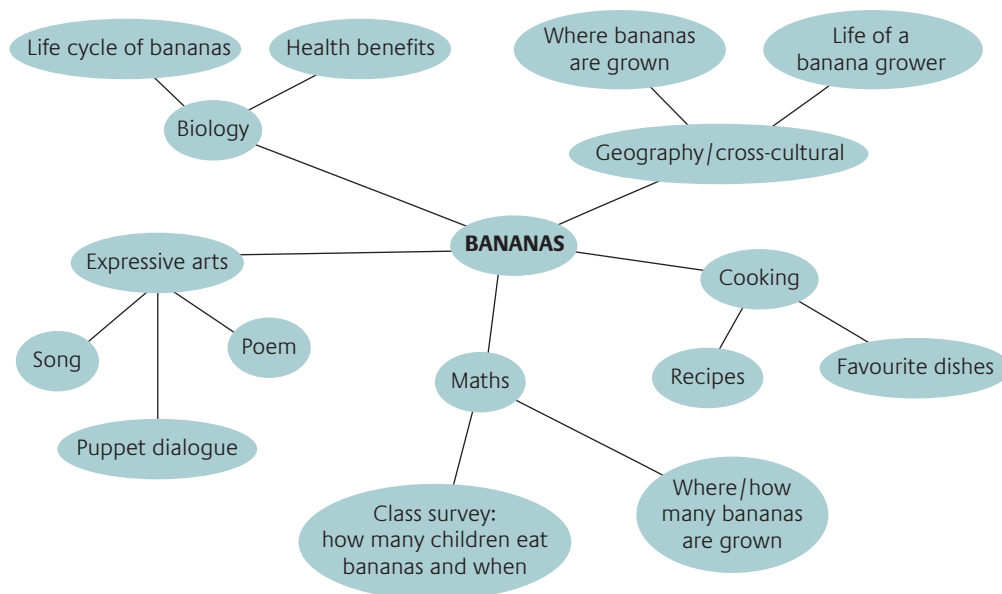 Life cycle of bananas
Health benefits
Where bananas
are grown
Life of a
banana grower
Biology
Geography/cross-cultural
BANANAS
Expressive arts
Cooking
Song
Poem
Maths
Recipes
Favourite dishes
Puppet dialogue
Class survey:
how many children eat
bananas and when
Where/how
many bananas
are grown